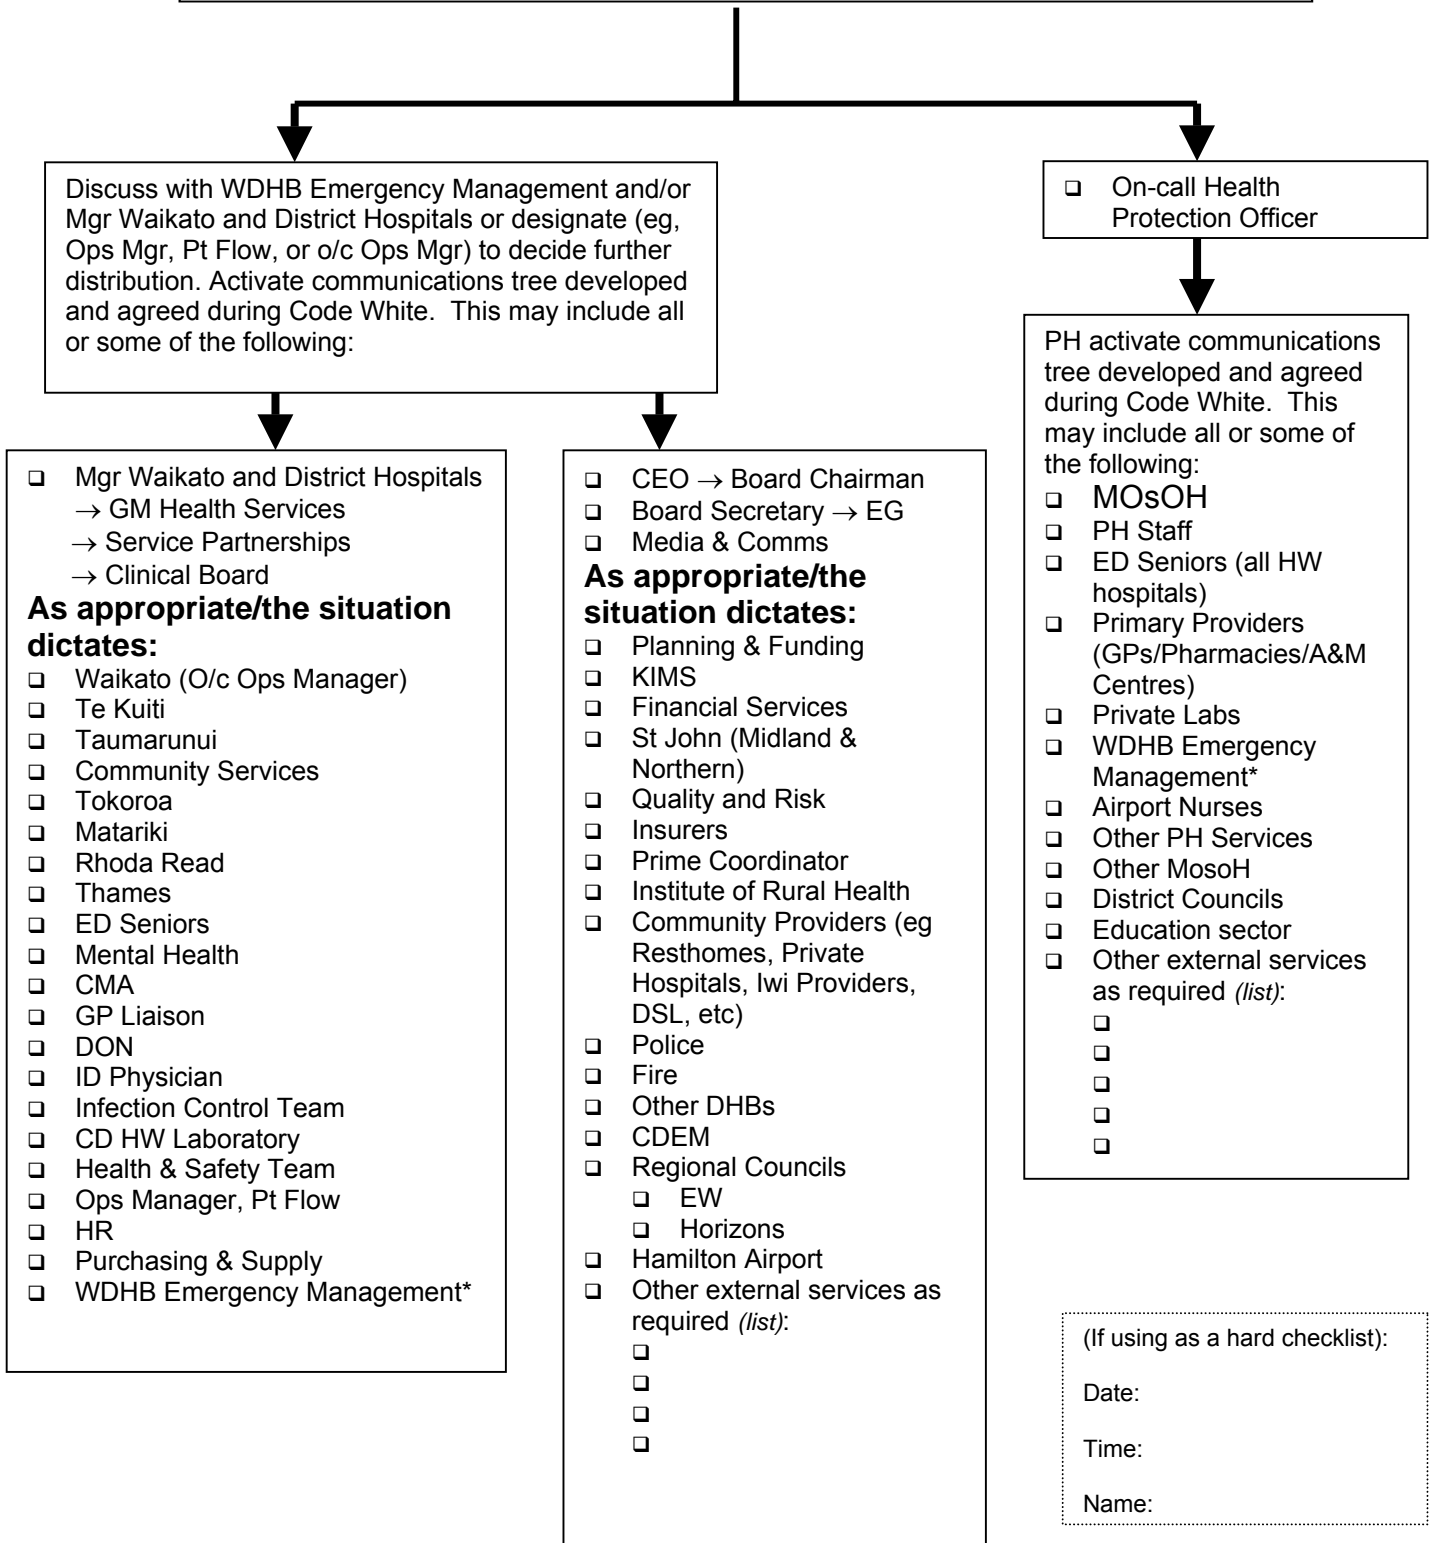 Discuss with WDHB Emergency Management and/or
Mgr Waikato and District Hospitals or designate (eg,
Ops Mgr, Pt Flow, or o/c Ops Mgr) to decide further
distribution. Activate communications tree developed
and agreed during Code White.  This may include all
or some of the following:
❑ On-call Health
Protection Officer
❑ Mgr Waikato and District Hospitals
→ GM Health Services
→ Service Partnerships
→ Clinical Board
As appropriate/the situation
dictates:
❑ Waikato (O/c Ops Manager)
❑ Te Kuiti
❑ Taumarunui
❑ Community Services
❑ Tokoroa
❑ Matariki
❑ Rhoda Read
❑ Thames
❑ ED Seniors
❑ Mental Health
❑ CMA
❑ GP Liaison
❑ DON
❑ ID Physician
❑ Infection Control Team
❑ CD HW Laboratory
❑ Health & Safety Team
❑ Ops Manager, Pt Flow
❑ HR
❑ Purchasing & Supply
❑ WDHB Emergency Management*
❑ CEO → Board Chairman
❑ Board Secretary → EG
❑ Media & Comms
As appropriate/the
situation dictates:
❑ Planning & Funding
❑ KIMS
❑ Financial Services
❑ St John (Midland &
Northern)
❑ Quality and Risk
❑ Insurers
❑ Prime Coordinator
❑ Institute of Rural Health
❑ Community Providers (eg
Resthomes, Private
Hospitals, Iwi Providers,
DSL, etc)
❑ Police
❑ Fire
❑ Other DHBs
❑ CDEM
❑ Regional Councils
❑ EW
❑ Horizons
❑ Hamilton Airport
❑ Other external services as
required (list):
❑
❑
❑
❑
PH activate communications
tree developed and agreed
during Code White.  This
may include all or some of
the following:
❑ MOsOH
❑ PH Staff
❑ ED Seniors (all HW
hospitals)
❑ Primary Providers
(GPs/Pharmacies/A&M
Centres)
❑ Private Labs
❑ WDHB Emergency
Management*
❑ Airport Nurses
❑ Other PH Services
❑ Other MosoH
❑ District Councils
❑ Education sector
❑ Other external services
as required (list):
❑
❑
❑
❑
❑
(If using as a hard checklist):
Date:
Time:
Name: